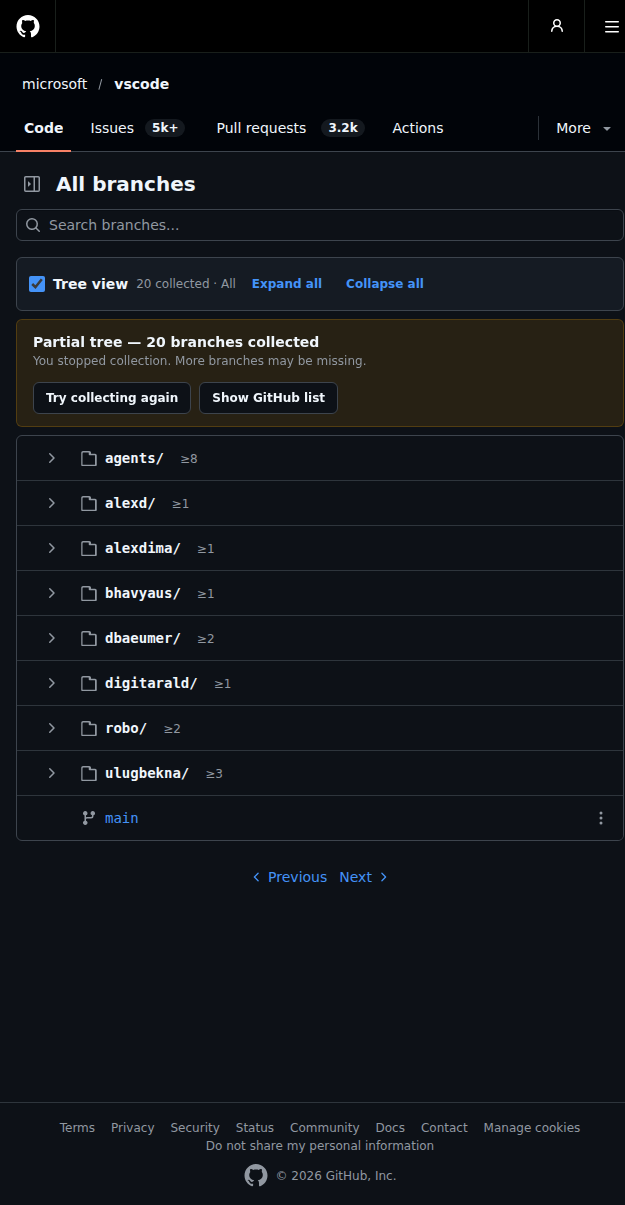 microsoft / vscode
Code Issues 5k+ Pull requests 3.2k Actions More
All branches
Search branches...
Tree view 20 collected · All Expand all Collapse all
Partial tree — 20 branches collected
You stopped collection. More branches may be missing.
Try collecting again Show GitHub list
agents/ ≥8
alexd/ ≥1
alexdima/ ≥1
bhavyaus/ ≥1
dbaeumer/ ≥2
digitarald/ ≥1
robo/ ≥2
ulugbekna/ ≥3
main
Previous Next
Terms Privacy Security Status Community Docs Contact Manage cookies
Do not share my personal information
© 2026 GitHub, Inc.